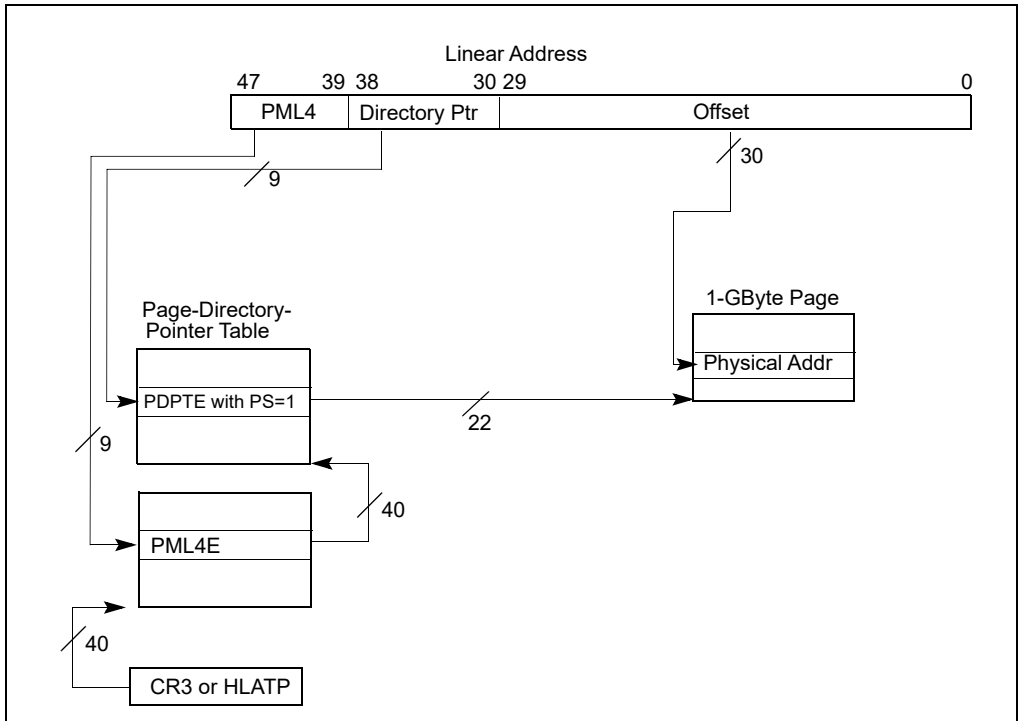 Linear Address
47 39 38 30 29 0
PML4 Directory Ptr Offset
9
30
1-GByte Page
Page-Directory-
Pointer Table
Physical Addr
PDPTE with PS=1
22
9
40
PML4E
40
CR3 or HLATP